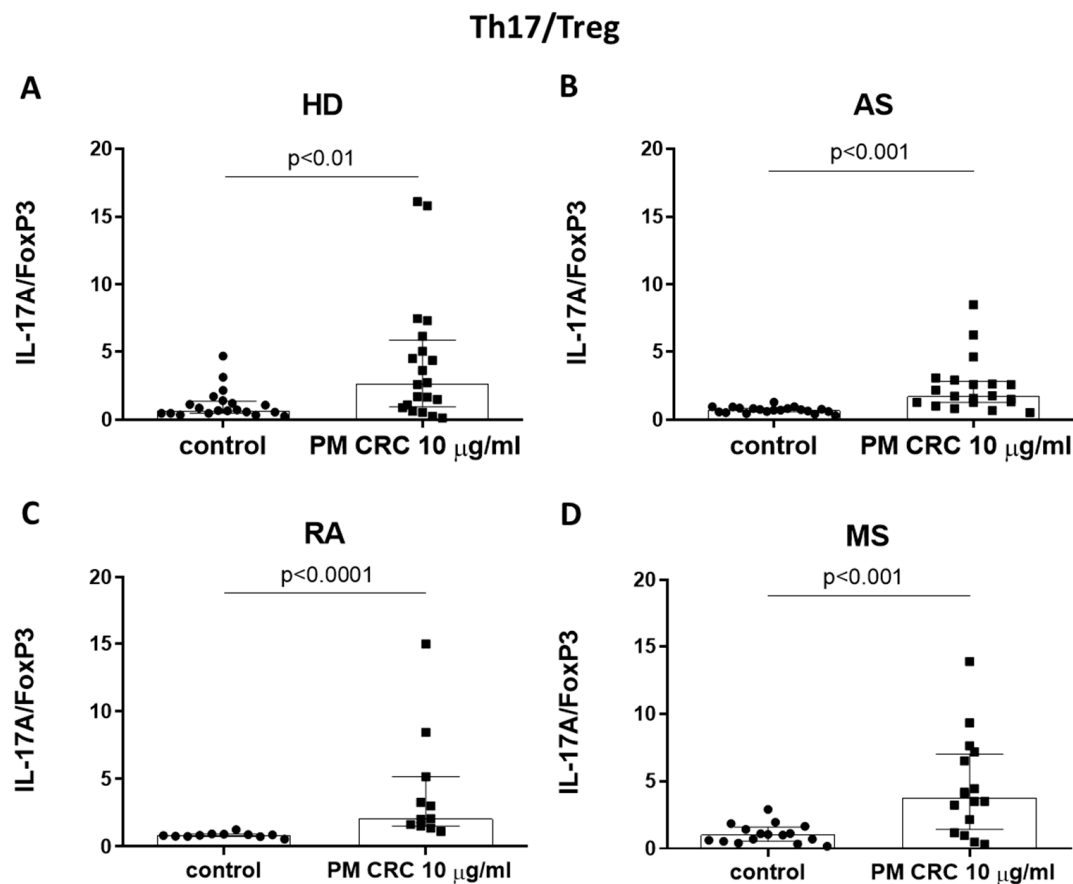 Th17/Treg
A
HD
IL-17A/FoxP3
20
15
10
5
0
p<0.01
control
PM CRC 10 μg/ml
B
AS
IL-17A/FoxP3
20
15
10
5
0
p<0.001
control
PM CRC 10 μg/ml
C
RA
IL-17A/FoxP3
20
15
10
5
0
p<0.0001
control
PM CRC 10 μg/ml
D
MS
IL-17A/FoxP3
20
15
10
5
0
p<0.001
control
PM CRC 10 μg/ml